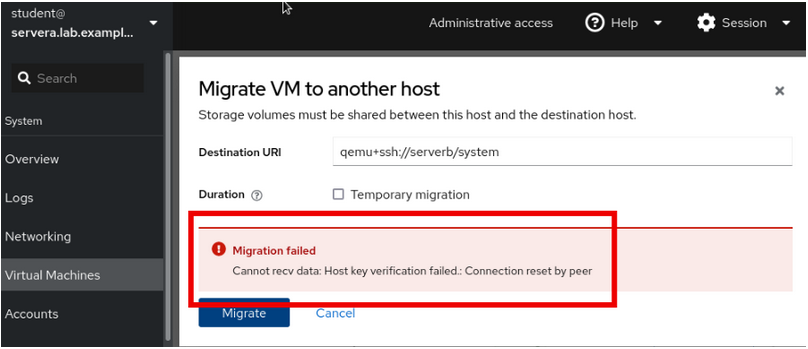 student@
servera.lab.exampl...
Administrative access
Help
Session
Search
System
Overview
Logs
Networking
Virtual Machines
Accounts
Migrate VM to another host
Storage volumes must be shared between this host and the destination host.
Destination URI
qemu+ssh://serverb/system
Duration
Temporary migration
Migration failed
Cannot recv data: Host key verification failed.: Connection reset by peer
Migrate
Cancel